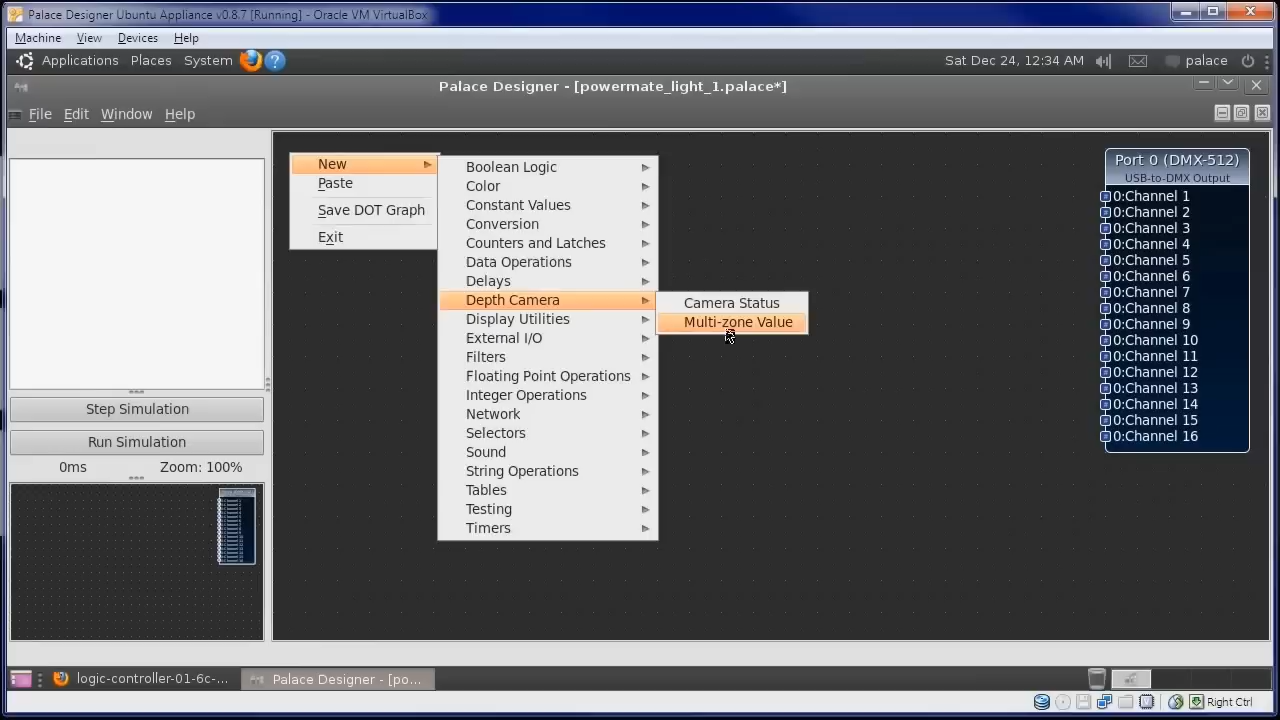 Palace Designer Ubuntu Appliance v0.8.7 [Running] - Oracle VM VirtualBox
Machine View Devices Help
Applications Places System ? Sat Dec 24, 12:34 AM palace
Palace Designer - [powermate_light_1.palace*]
File Edit Window Help
New
Paste
Save DOT Graph
Exit
Boolean Logic
Color
Constant Values
Conversion
Counters and Latches
Data Operations
Delays
Depth Camera
Display Utilities
External I/O
Filters
Floating Point Operations
Integer Operations
Network
Selectors
Sound
String Operations
Tables
Testing
Timers
Camera Status
Multi-zone Value
Port 0 (DMX-512)
USB-to-DMX Output
0:Channel 1
0:Channel 2
0:Channel 3
0:Channel 4
0:Channel 5
0:Channel 6
0:Channel 7
0:Channel 8
0:Channel 9
0:Channel 10
0:Channel 11
0:Channel 12
0:Channel 13
0:Channel 14
0:Channel 15
0:Channel 16
Step Simulation
Run Simulation
0ms Zoom: 100%
logic-controller-01-6c-... Palace Designer - [po...
Right Ctrl